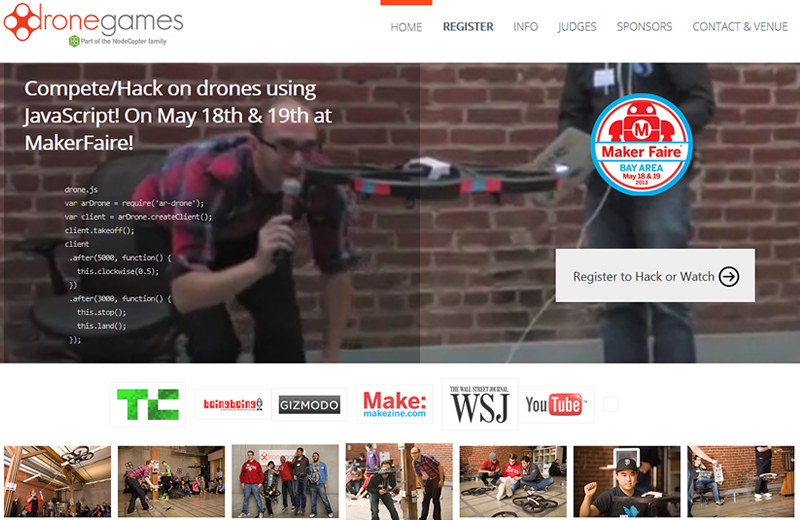 dronegames
Part of the NodeCopter family
HOME
REGISTER
INFO
JUDGES
SPONSORS
CONTACT & VENUE
Compete/Hack on drones using
JavaScript! On May 18th & 19th at
MakerFaire!
drone.js
var arDrone = require('ar-drone');
var client = arDrone.createClient();
client.takeoff();
client
.after(5000, function() {
this.clockwise(0.5);
})
.after(3000, function() {
this.stop();
this.land();
});
M
Maker Faire
BAY AREA
May 18 & 19
2013
Register to Hack or Watch
TC
boingboing
GIZMODO
Make:
makezine.com
THE WALL STREET JOURNAL
WSJ
YouTube
dronegames